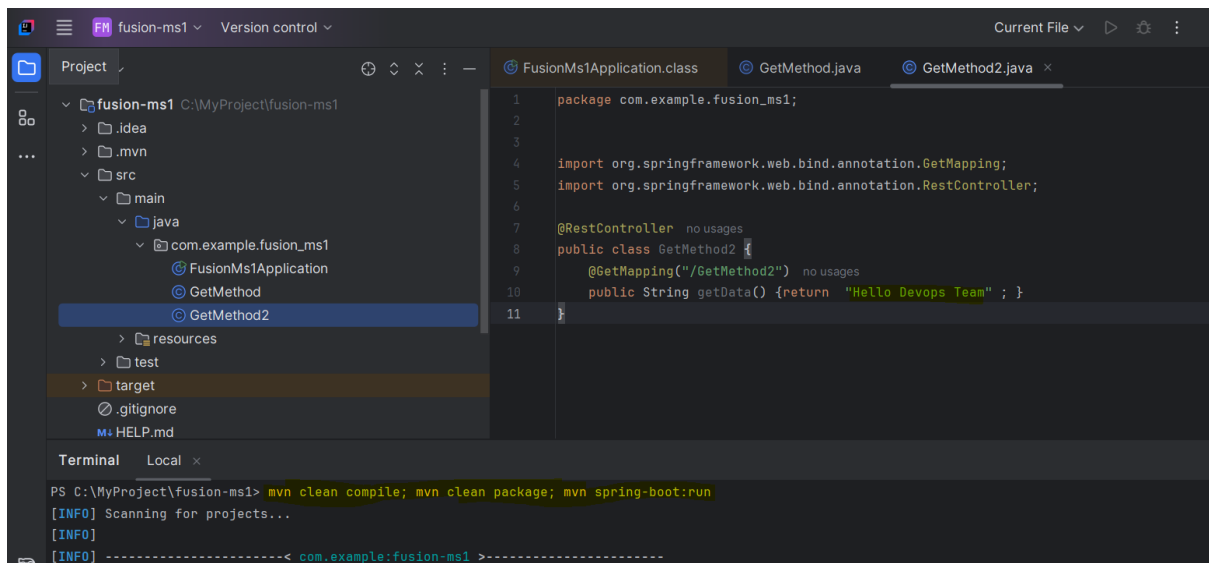 FM fusion-ms1 Version control Current File
Project
FusionMs1Application.class GetMethod.java GetMethod2.java
fusion-ms1 C:\MyProject\fusion-ms1
.idea
.mvn
src
main
java
com.example.fusion_ms1
FusionMs1Application
GetMethod
GetMethod2
resources
test
target
.gitignore
M↓ HELP.md
1 package com.example.fusion_ms1;
2
3
4 import org.springframework.web.bind.annotation.GetMapping;
5 import org.springframework.web.bind.annotation.RestController;
6
7 @RestController no usages
8 public class GetMethod2 {
9 @GetMapping("/GetMethod2") no usages
10 public String getData() {return "Hello Devops Team" ; }
11 }
Terminal Local
PS C:\MyProject\fusion-ms1> mvn clean compile; mvn clean package; mvn spring-boot:run
[INFO] Scanning for projects...
[INFO]
[INFO] -----------------------< com.example:fusion-ms1 >-----------------------